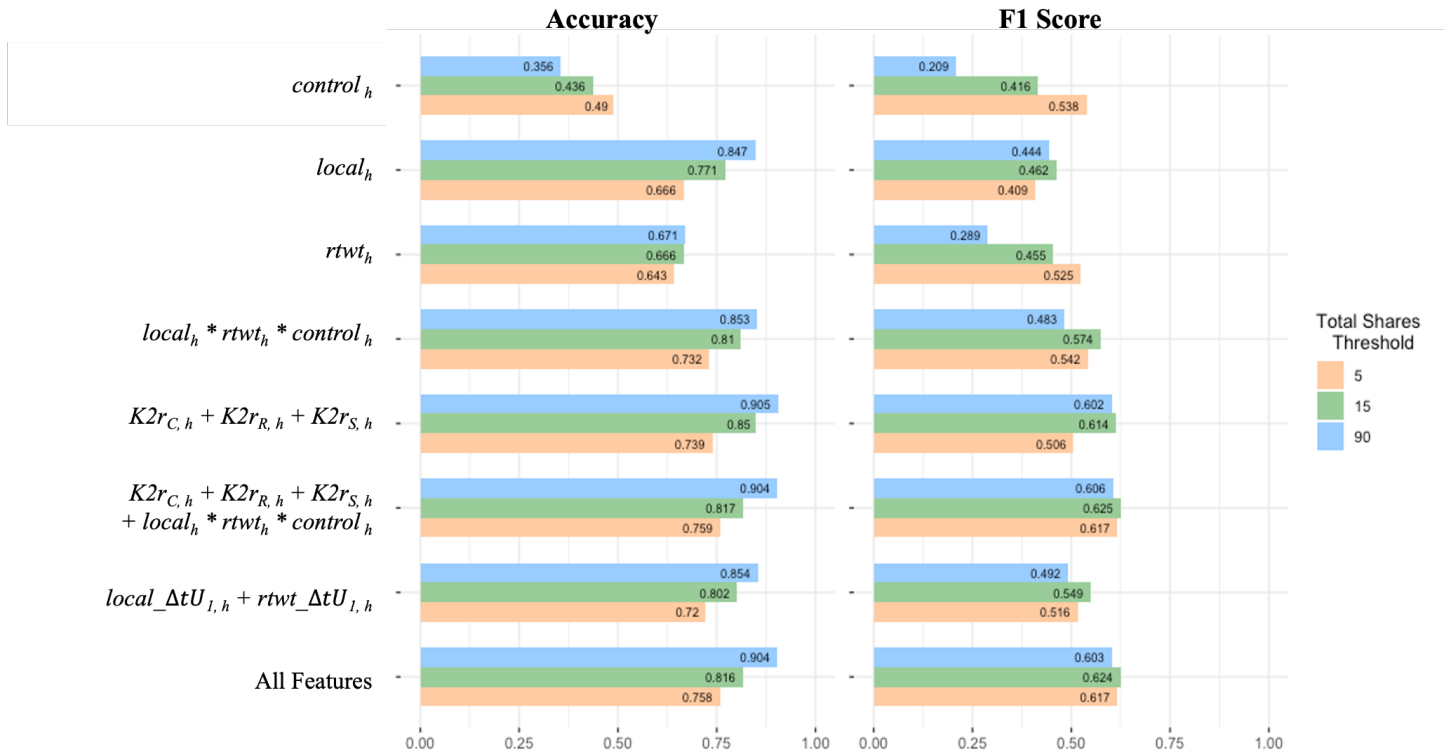 Accuracy F1 Score
control h 0.356 0.209
0.436 0.416
0.49 0.538
local h 0.847 0.444
0.771 0.462
0.666 0.409
rtwt h 0.671 0.289
0.666 0.455
0.643 0.525
local h * rtwt h * control h 0.853 0.483
0.81 0.574
0.732 0.542
K2r C, h + K2r R, h + K2r S, h 0.905 0.602
0.85 0.614
0.739 0.506
K2r C, h + K2r R, h + K2r S, h 0.904 0.606
+ local h * rtwt h * control h 0.817 0.625
0.759 0.617
local_ΔtU 1, h + rtwt_ΔtU 1, h 0.854 0.492
0.802 0.549
0.72 0.516
All Features 0.904 0.603
0.816 0.624
0.758 0.617
0.00 0.25 0.50 0.75 1.00 0.00 0.25 0.50 0.75 1.00
Total Shares
Threshold
5
15
90